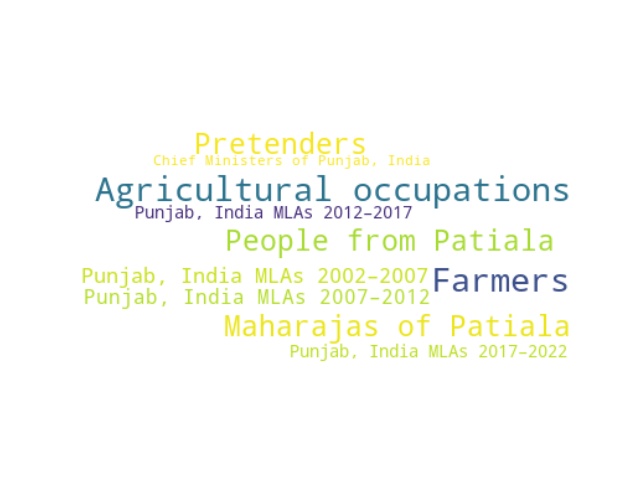 Pretenders
Chief Ministers of Punjab, India
Agricultural occupations
Punjab, India MLAs 2012–2017
People from Patiala
Punjab, India MLAs 2002–2007
Farmers
Punjab, India MLAs 2007–2012
Maharajas of Patiala
Punjab, India MLAs 2017–2022